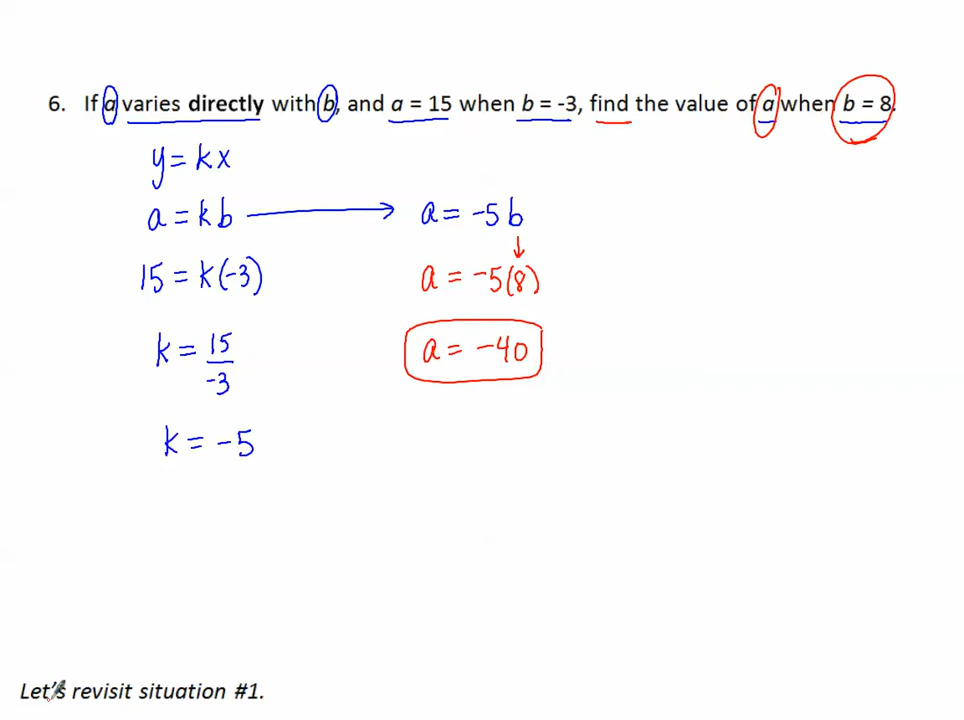 6. If a varies directly with b, and a = 15 when b = -3, find the value of a when b = 8.
y = kx
a = kb
a = -5b
15 = k(-3)
a = -5(8)
k = 15/-3
a = -40
k = -5
Let's revisit situation #1.